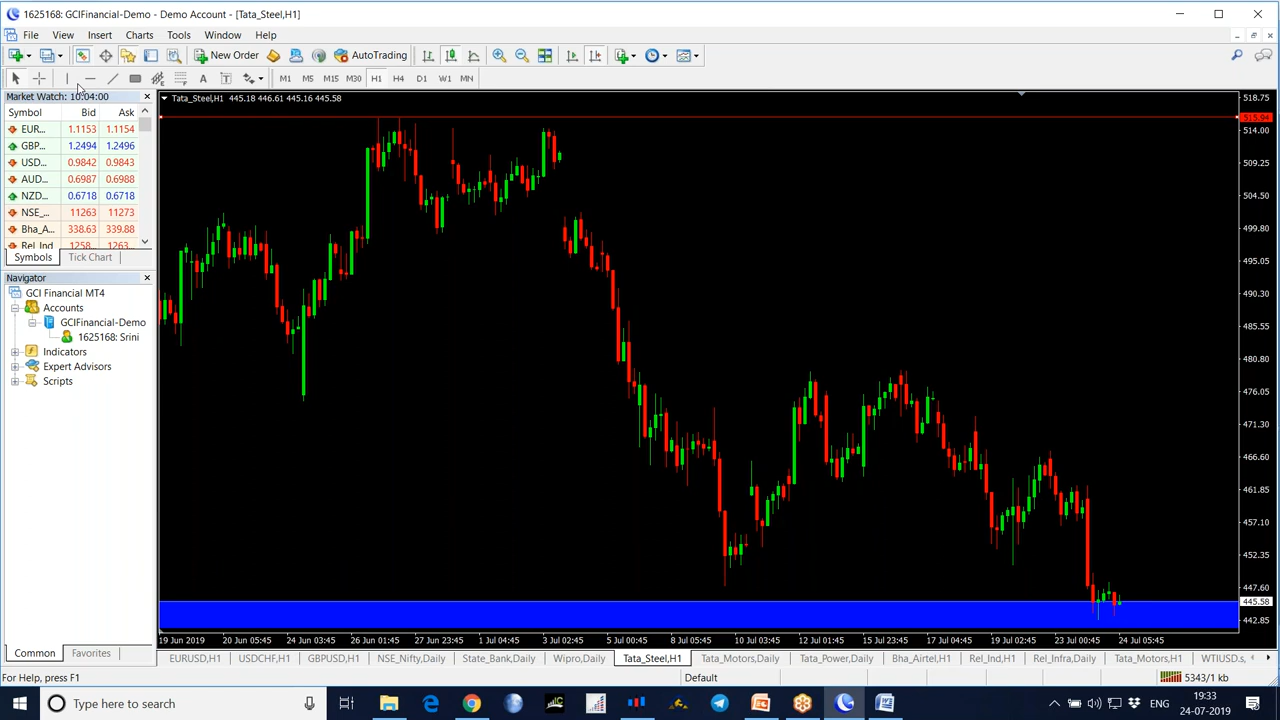 1625168: GCIFinancial-Demo - Demo Account - [Tata_Steel,H1]
File View Insert Charts Tools Window Help
New Order AutoTrading
A T M1 M5 M15 M30 H1 H4 D1 W1 MN
Market Watch: 10:04:00
Symbol Bid Ask
EUR... 1.1153 1.1154
GBP... 1.2494 1.2496
USD... 0.9842 0.9843
AUD... 0.6987 0.6988
NZD... 0.6718 0.6718
NSE_... 11263 11273
Bha_A... 338.63 339.88
Rel_Ind 1258... 1263...
Symbols Tick Chart
Navigator
GCI Financial MT4
Accounts
GCIFinancial-Demo
1625168: Srini
Indicators
Expert Advisors
Scripts
Common Favorites
Tata_Steel,H1 445.18 446.61 445.16 445.58
518.75
515.94
514.00
509.25
504.50
499.80
495.05
490.30
485.55
480.80
476.05
471.30
466.60
461.85
457.10
452.35
447.60
445.58
442.85
19 Jun 2019 20 Jun 05:45 24 Jun 03:45 26 Jun 01:45 27 Jun 23:45 1 Jul 04:45 3 Jul 02:45 5 Jul 00:45 8 Jul 05:45 10 Jul 03:45 12 Jul 01:45 15 Jul 23:45 17 Jul 04:45 19 Jul 02:45 23 Jul 00:45 24 Jul 05:45
EURUSD,H1 USDCHF,H1 GBPUSD,H1 NSE_Nifty,Daily State_Bank,Daily Wipro,Daily Tata_Steel,H1 Tata_Motors,Daily Tata_Power,Daily Bha_Airtel,H1 Rel_Ind,H1 Rel_Infra,Daily Tata_Motors,H1 WTIUSD.s,
For Help, press F1 Default 5343/1 kb
Type here to search
ENG
19:33
24-07-2019